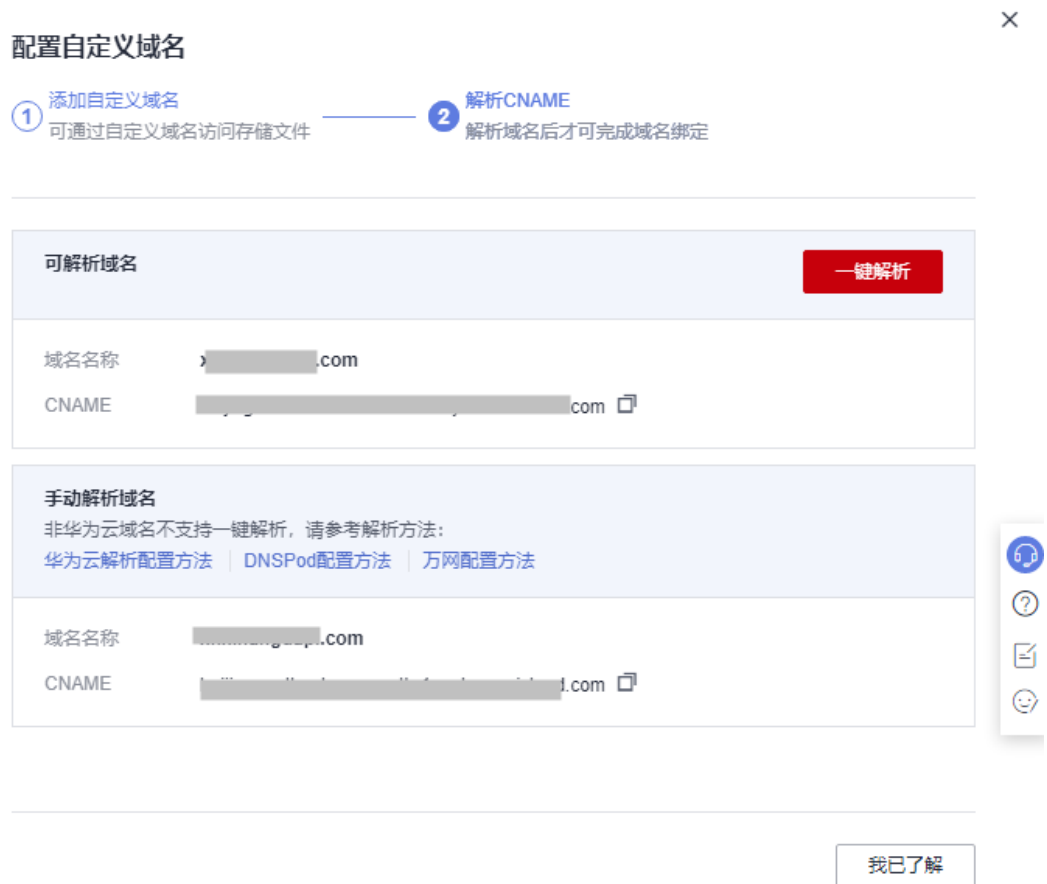 配置自定义域名
1 添加自定义域名
可通过自定义域名访问存储文件
2 解析CNAME
解析域名后才可完成域名绑定
可解析域名
一键解析
域名名称 .com
CNAME com
手动解析域名
非华为云域名不支持一键解析，请参考解析方法：
华为云解析配置方法 DNSPod配置方法 万网配置方法
域名名称 .com
CNAME .com
我已了解